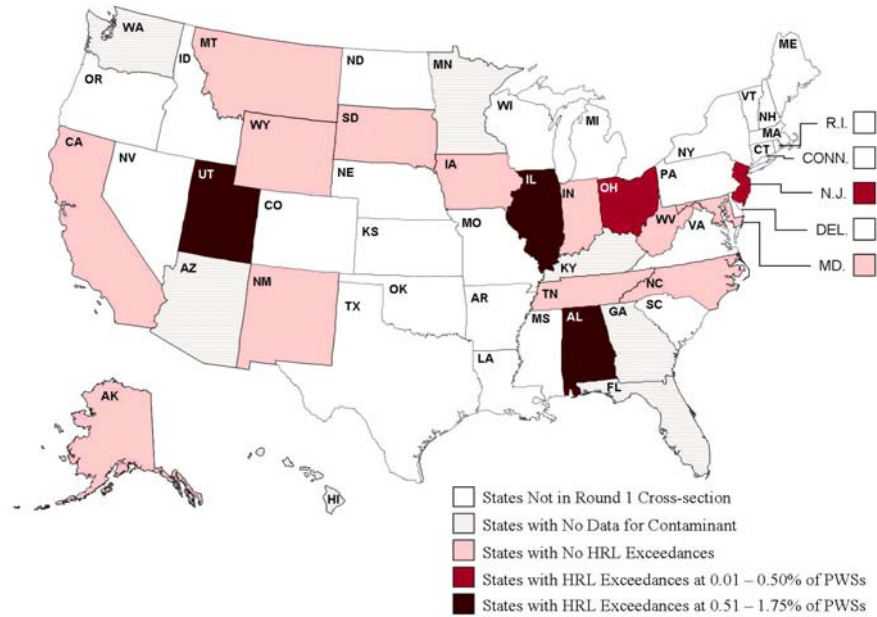 WA
MT
ND
MN
ME
ID
OR
VT
WI
NH
SD
MI
MA
R.I.
WY
CT
CA
NY
CONN.
IA
NV
NE
PA
UT
IL
IN
OH
N.J.
CO
WV
VA
DEL.
MO
KS
KY
MD.
AZ
NM
TN
NC
OK
AR
SC
TX
MS
AL
GA
LA
FL
AK
HI
States Not in Round 1 Cross-section
States with No Data for Contaminant
States with No HRL Exceedances
States with HRL Exceedances at 0.01 – 0.50% of PWSs
States with HRL Exceedances at 0.51 – 1.75% of PWSs